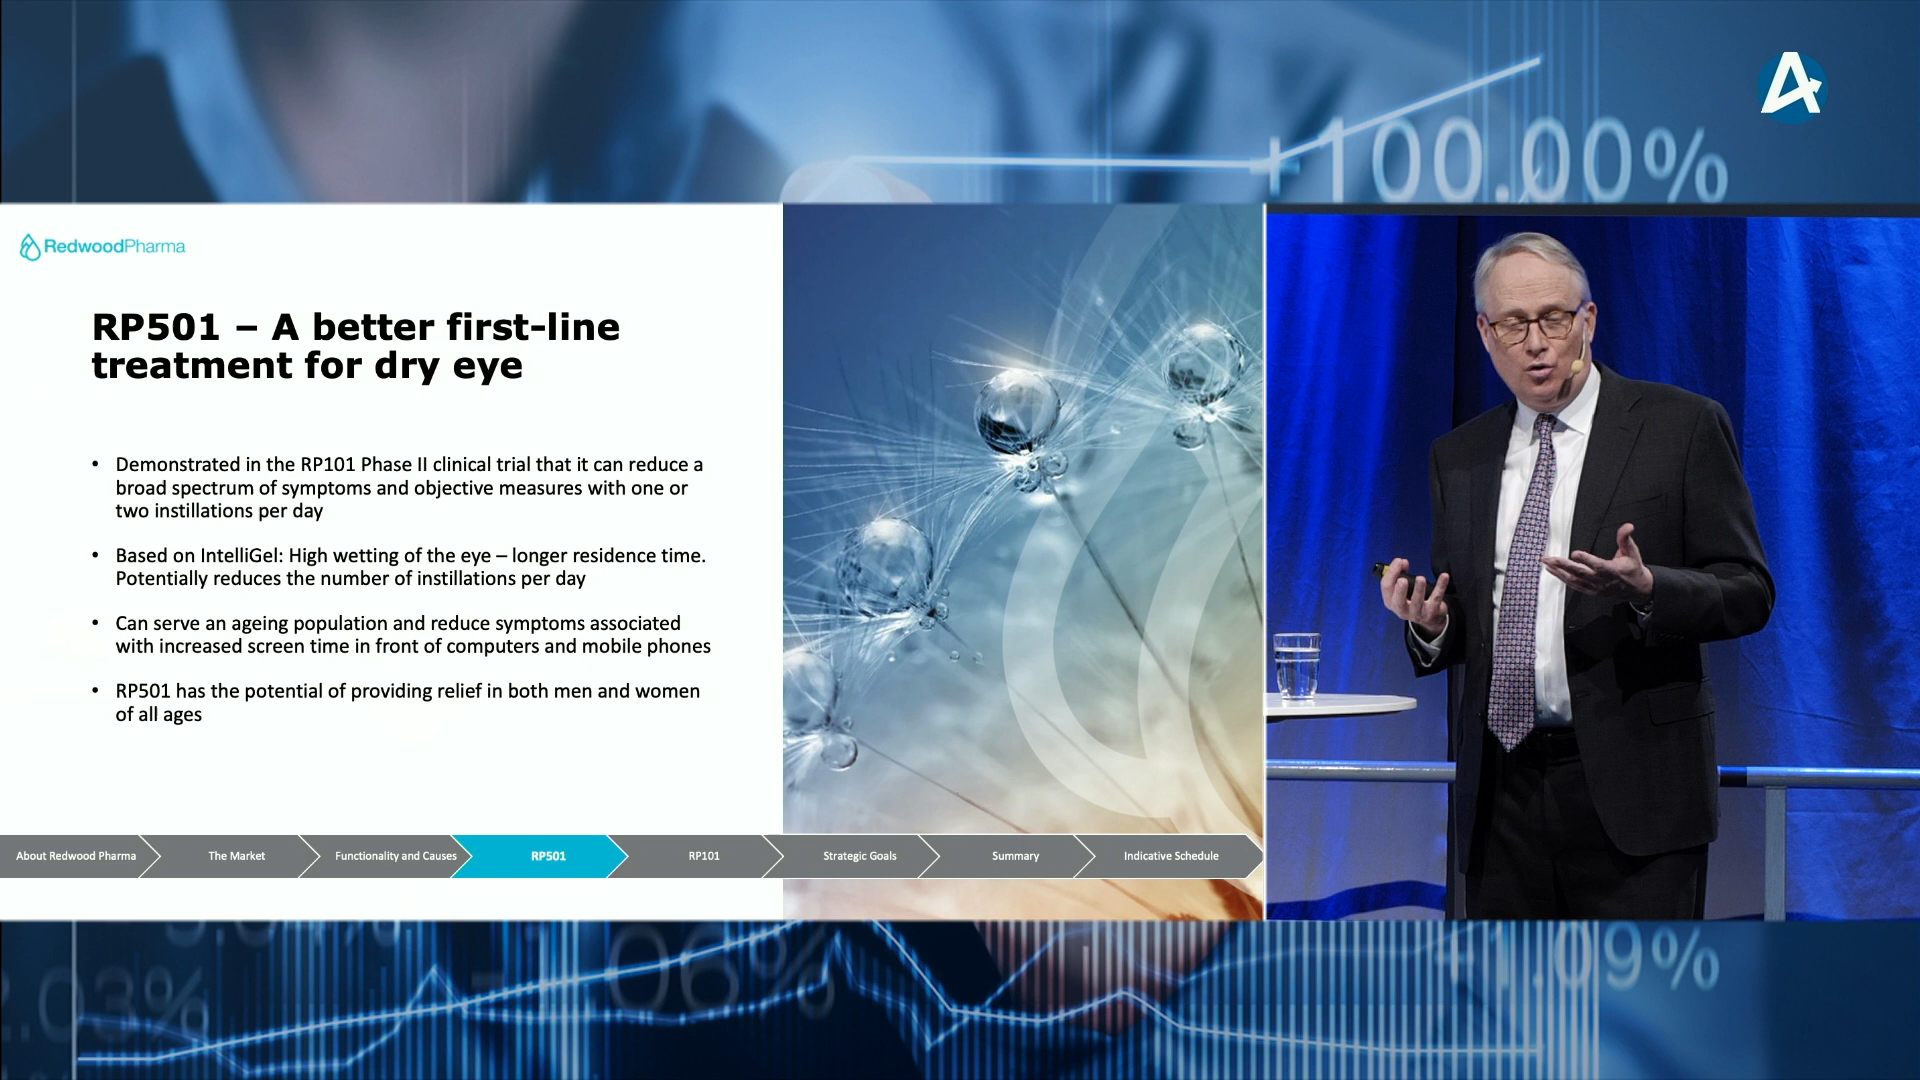 +100.00%
RedwoodPharma
RP501 – A better first-line
treatment for dry eye
• Demonstrated in the RP101 Phase II clinical trial that it can reduce a
broad spectrum of symptoms and objective measures with one or
two instillations per day
• Based on IntelliGel: High wetting of the eye – longer residence time.
Potentially reduces the number of instillations per day
• Can serve an ageing population and reduce symptoms associated
with increased screen time in front of computers and mobile phones
• RP501 has the potential of providing relief in both men and women
of all ages
About Redwood Pharma
The Market
Functionality and Causes
RP501
RP101
Strategic Goals
Summary
Indicative Schedule